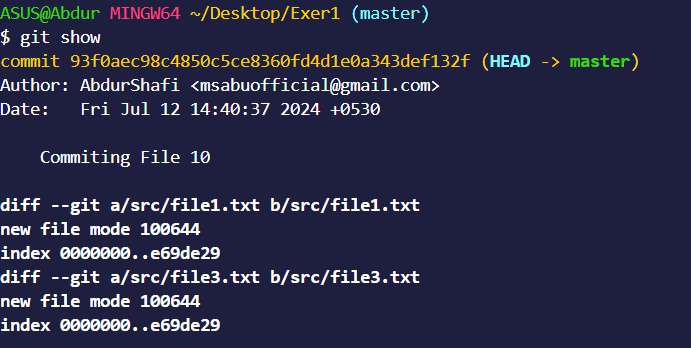 ASUS@Abdur MINGW64 ~/Desktop/Exer1 (master)
$ git show
commit 93f0aec98c4850c5ce8360fd4d1e0a343def132f (HEAD -> master)
Author: AbdurShafi <msabuofficial@gmail.com>
Date:   Fri Jul 12 14:40:37 2024 +0530
    Commiting File 10
diff --git a/src/file1.txt b/src/file1.txt
new file mode 100644
index 0000000..e69de29
diff --git a/src/file3.txt b/src/file3.txt
new file mode 100644
index 0000000..e69de29